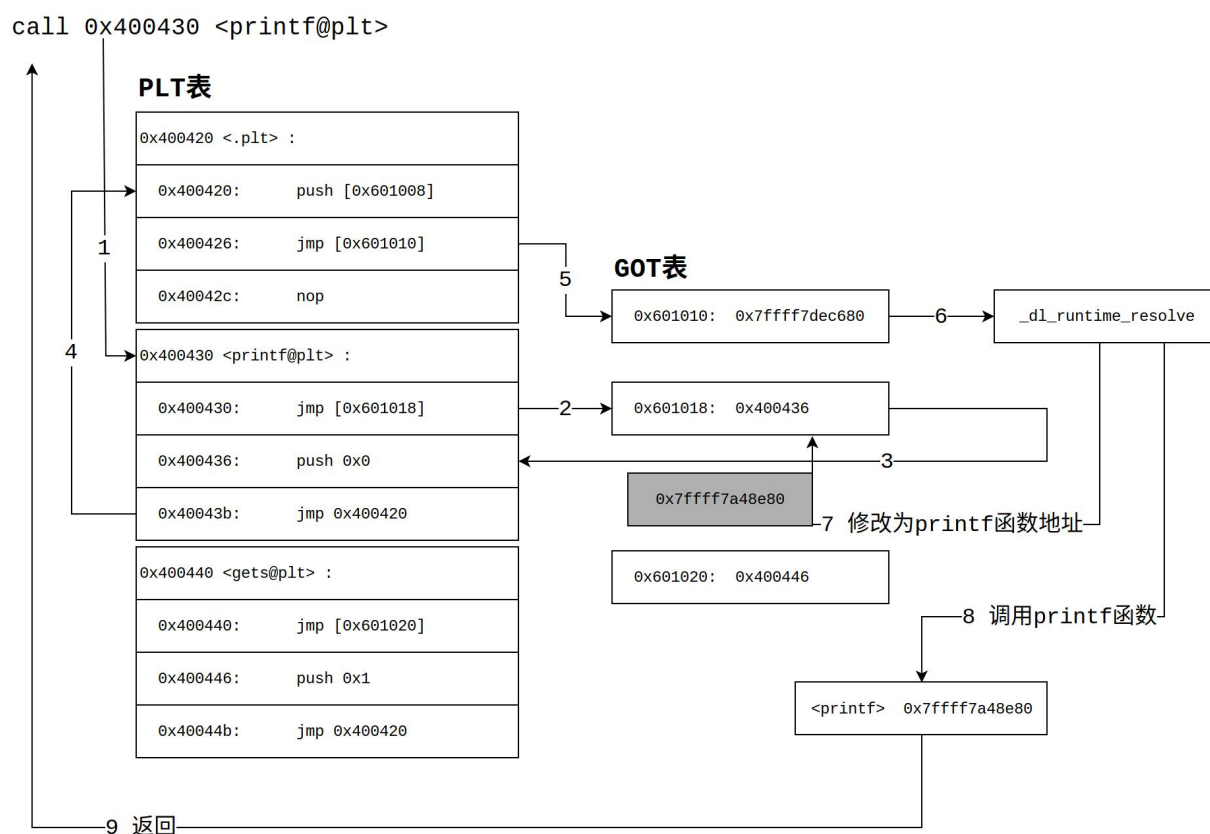 call 0x400430 <printf@plt>
PLT表
0x400420 <.plt> :
0x400420: push [0x601008]
0x400426: jmp [0x601010]
0x40042c: nop
0x400430 <printf@plt> :
0x400430: jmp [0x601018]
0x400436: push 0x0
0x40043b: jmp 0x400420
0x400440 <gets@plt> :
0x400440: jmp [0x601020]
0x400446: push 0x1
0x40044b: jmp 0x400420
1
4
5
GOT表
0x601010: 0x7ffff7dec680
6
_dl_runtime_resolve
2
0x601018: 0x400436
3
0x7ffff7a48e80
7 修改为printf函数地址
0x601020: 0x400446
8 调用printf函数
<printf> 0x7ffff7a48e80
9 返回